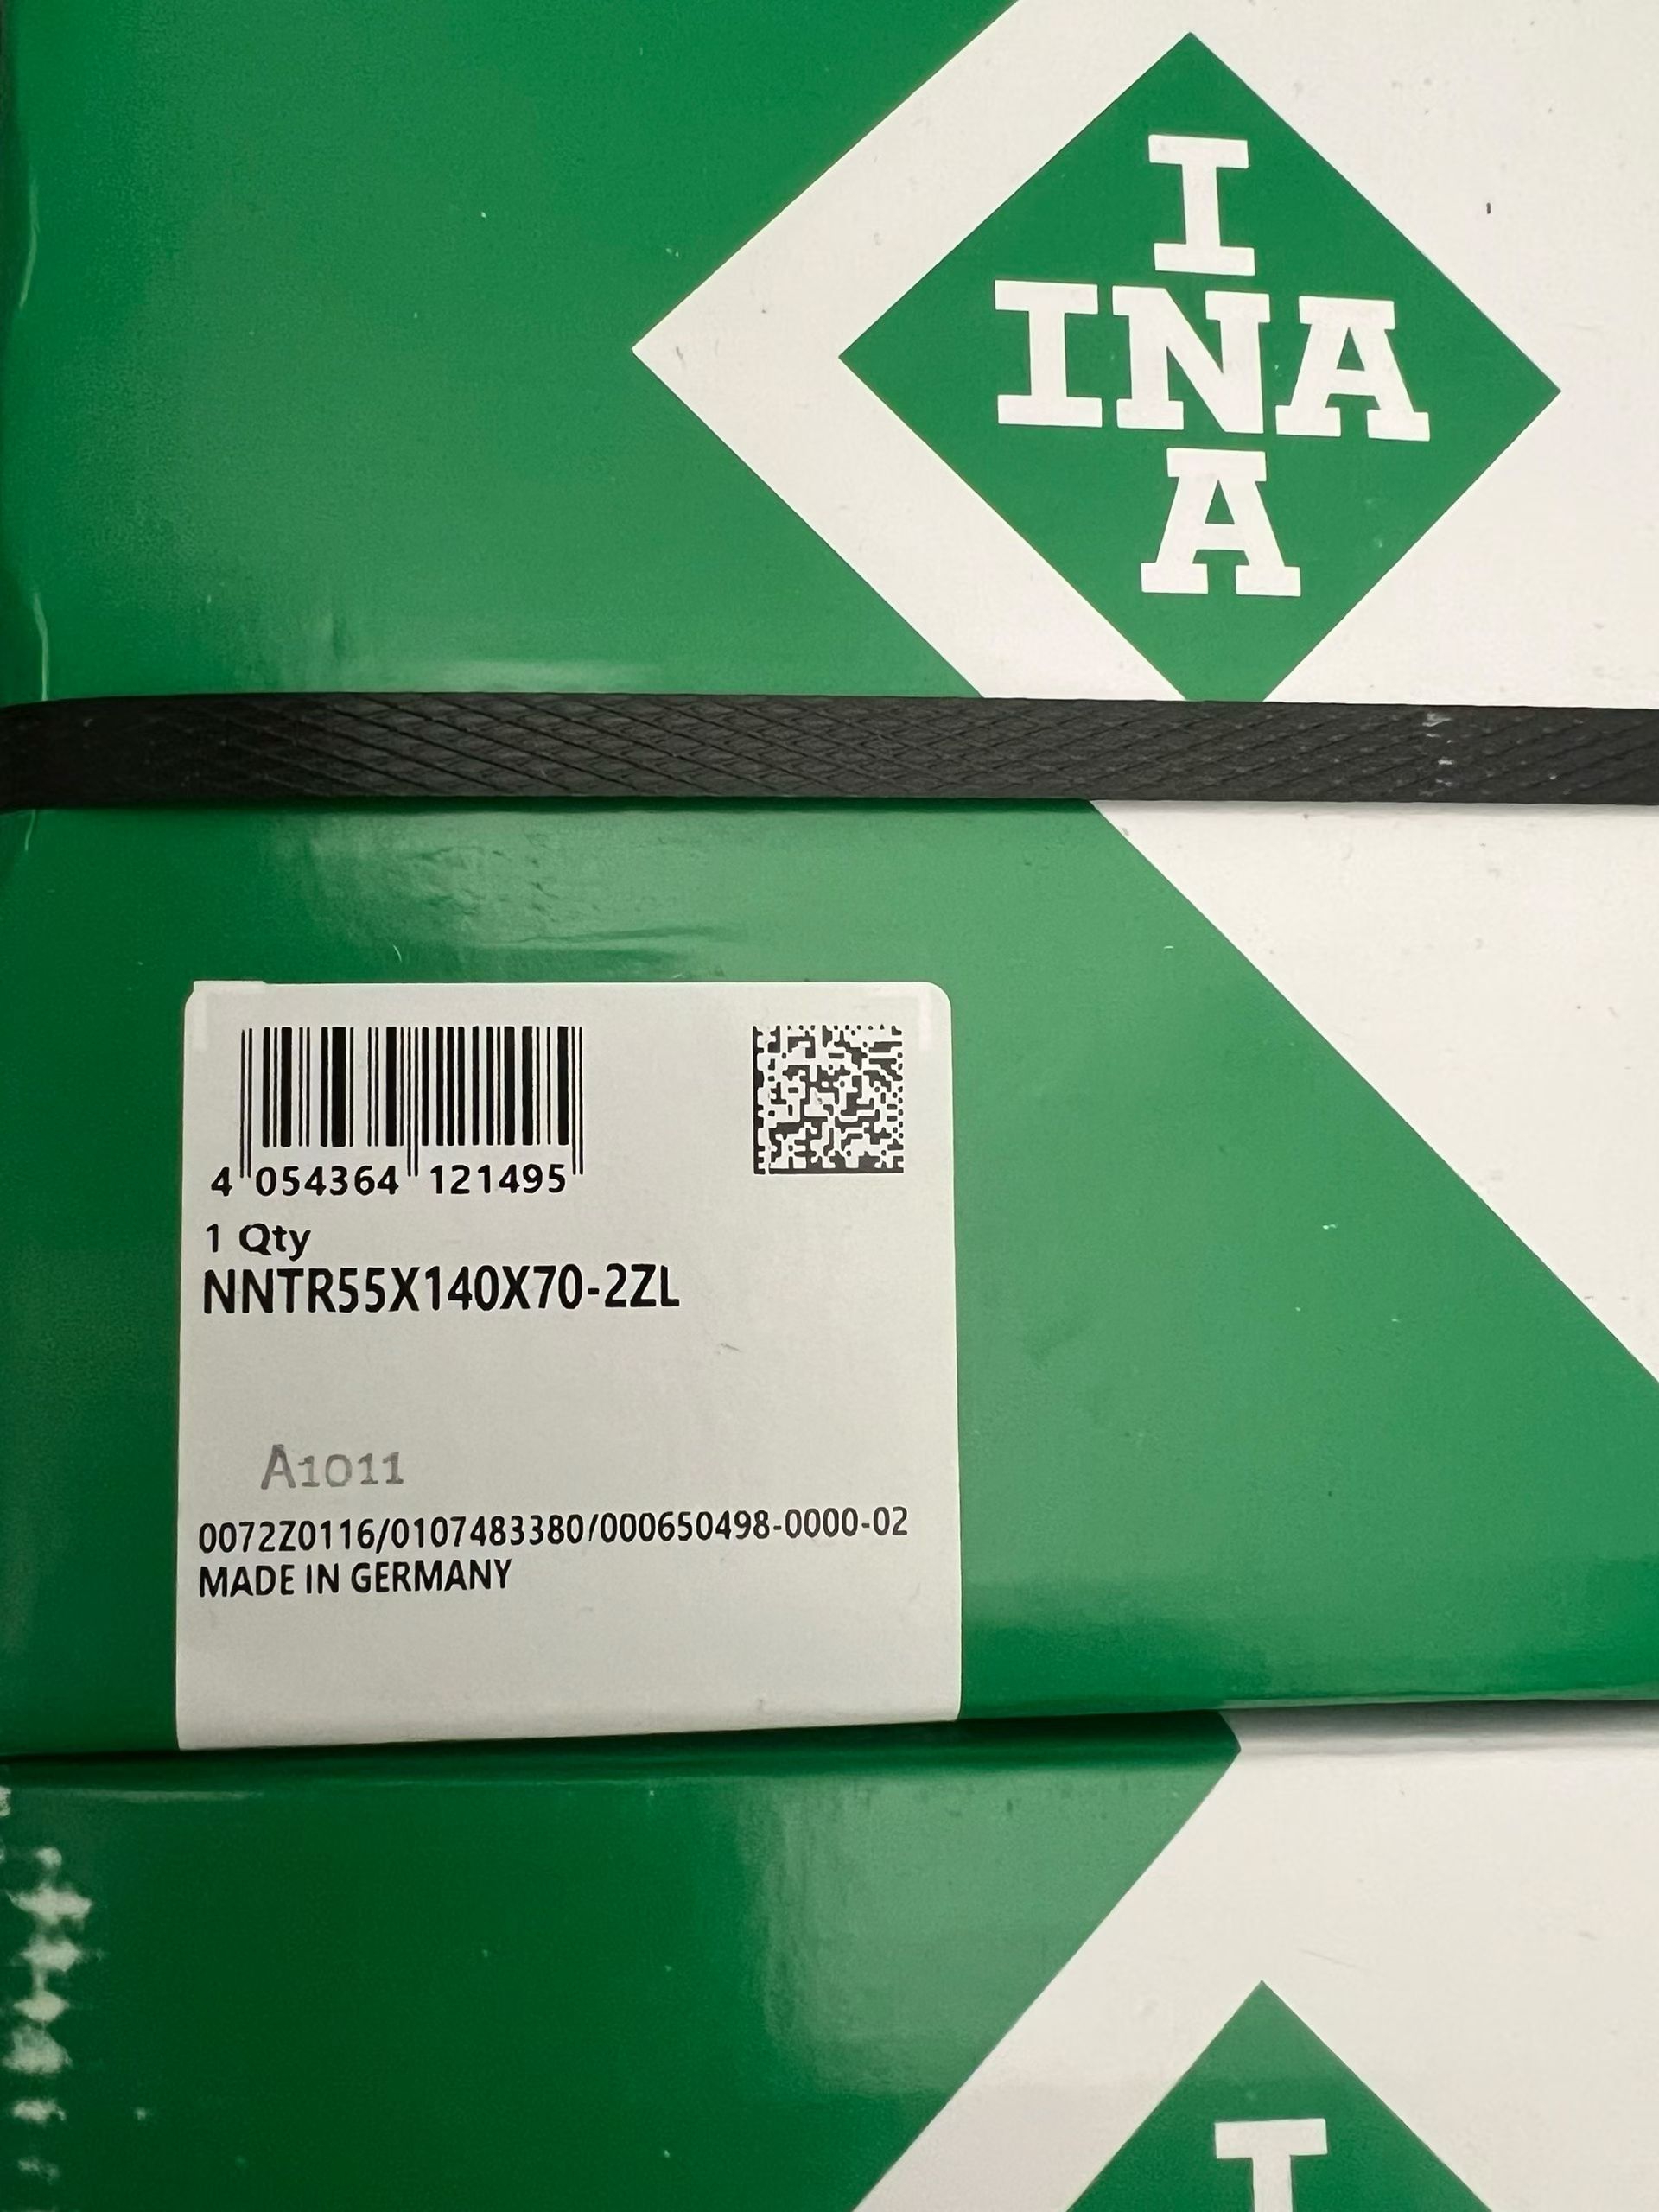 I
INA
A
4 054364 121495
1 Qty
NNTR55X140X70-2ZL
A1011
0072Z0116/0107483380/000650498-0000-02
MADE IN GERMANY
I